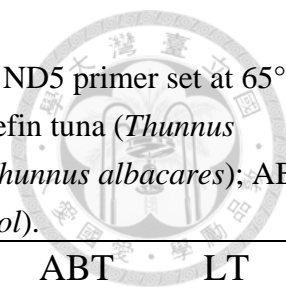 ND5 primer set at 65°
efin tuna (Thunnus
hunnus albacares); AB
ol).
ABT LT